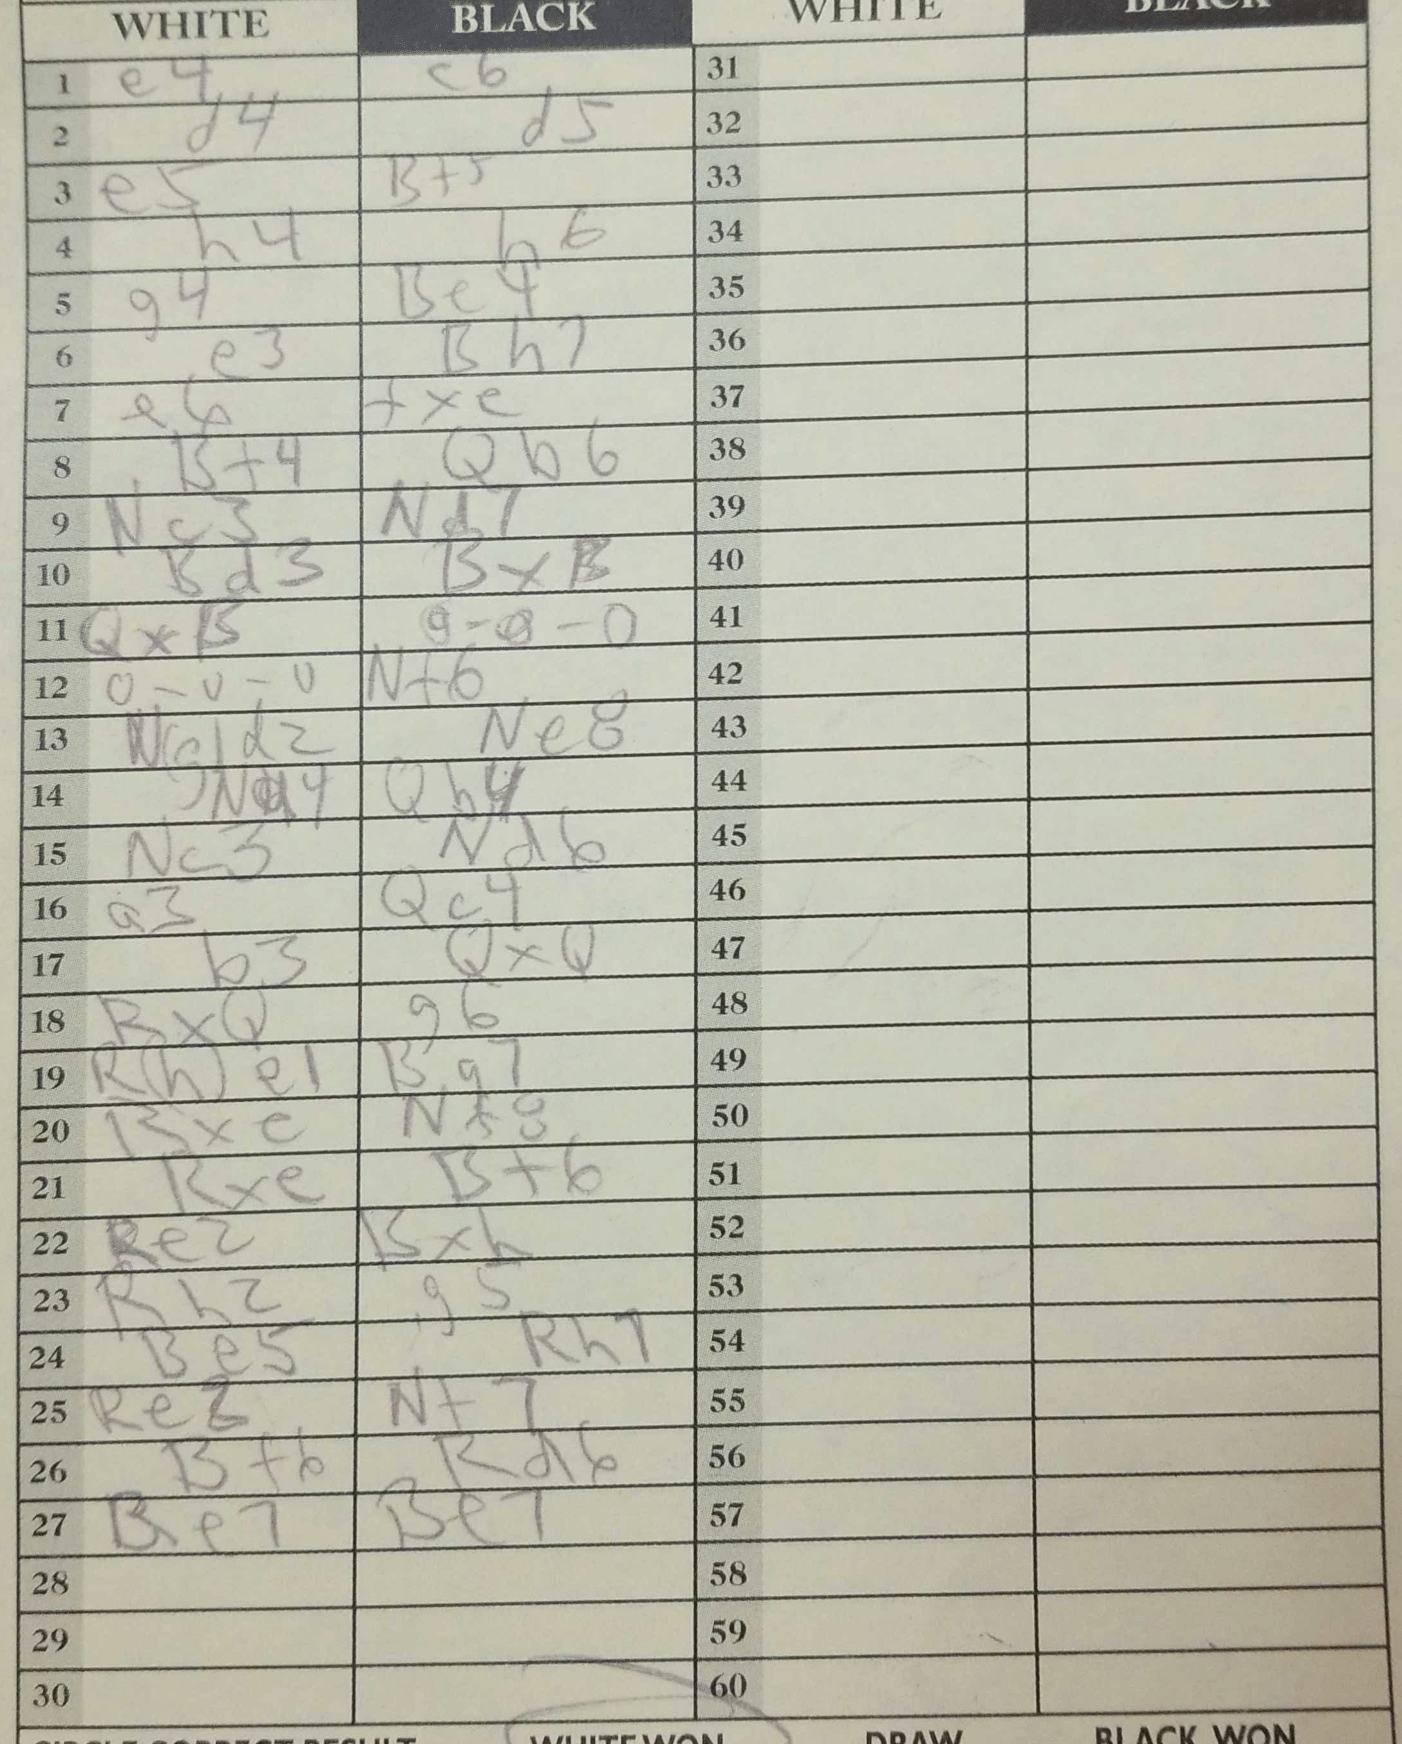 WHITE BLACK WHITE BLACK
1 e4 c6 31
2 d4 d5 32
3 e5 Bf5 33
4 h4 h6 34
5 g4 Be4 35
6 e3 Bh7 36
7 e6 fxe 37
8 Bf4 Qb6 38
9 Nc3 Nd7 39
10 Bd3 BxB 40
11 QxB 0-0-0 41
12 0-0-0 Nf6 42
13 N(e)d2 Ne8 43
14 Na4 Qb4 44
15 Nc3 Nd6 45
16 a3 Qc4 46
17 b3 QxQ 47
18 RxQ g6 48
19 R(h)e1 Bg7 49
20 Bxe Nf8 50
21 Rxe Bf6 51
22 Re2 Bxh 52
23 Rh2 g5 53
24 Be5 Rh7 54
25 Re2 Nf7 55
26 Bf6 Rd6 56
27 Be7 Be7 57
28 58
29 59
30 60
CIRCLE CORRECT RESULT WHITE WON DRAW BLACK WON